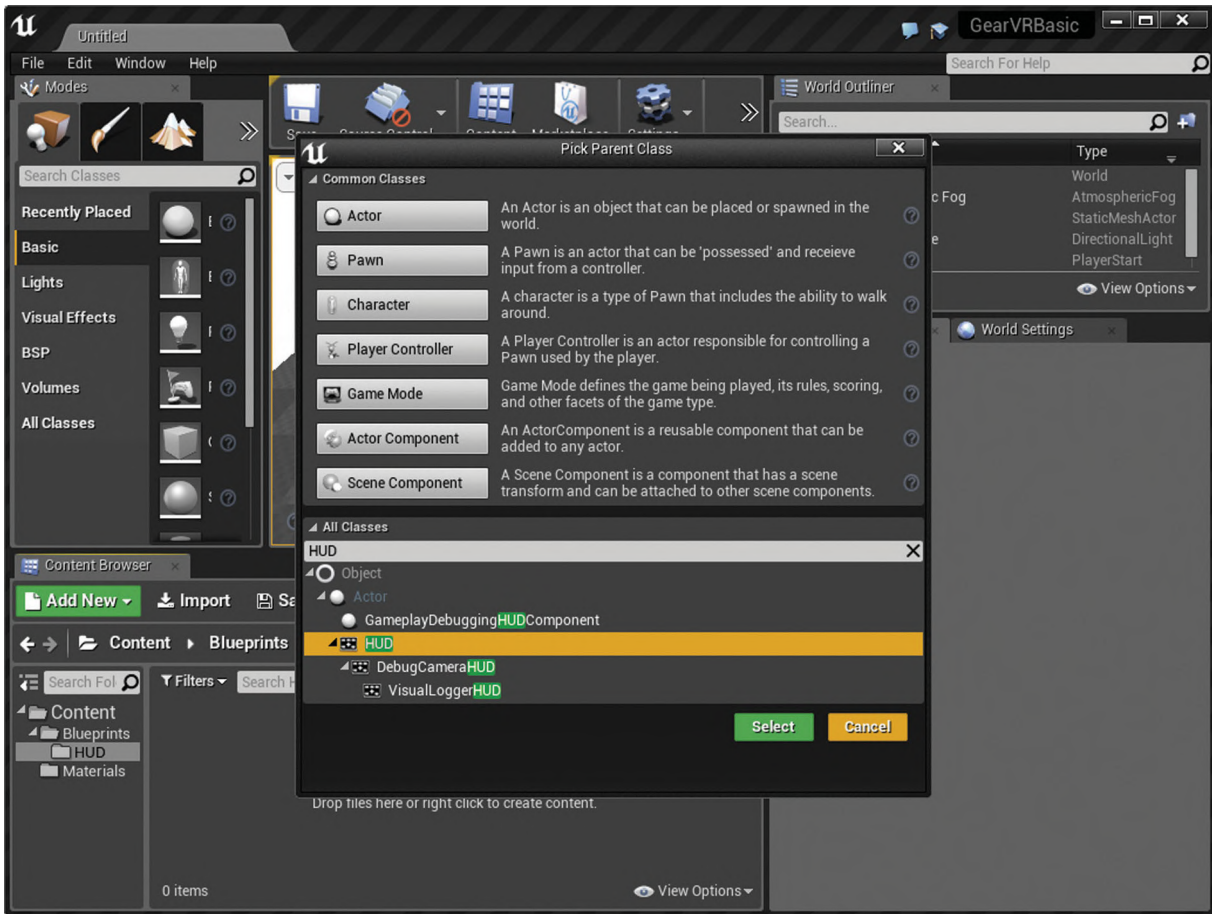 Untitled
GearVRBasic
File Edit Window Help
Search For Help
Modes
World Outliner
Search...
Type
World
c Fog AtmosphericFog
StaticMeshActor
e DirectionalLight
PlayerStart
View Options
World Settings
Search Classes
Recently Placed
Basic
Lights
Visual Effects
BSP
Volumes
All Classes
Pick Parent Class
Common Classes
Actor
An Actor is an object that can be placed or spawned in the
world.
Pawn
A Pawn is an actor that can be 'possessed' and receieve
input from a controller.
Character
A character is a type of Pawn that includes the ability to walk
around.
Player Controller
A Player Controller is an actor responsible for controlling a
Pawn used by the player.
Game Mode
Game Mode defines the game being played, its rules, scoring,
and other facets of the game type.
Actor Component
An ActorComponent is a reusable component that can be
added to any actor.
Scene Component
A Scene Component is a component that has a scene
transform and can be attached to other scene components.
All Classes
HUD
Object
Actor
GameplayDebuggingHUDComponent
HUD
DebugCameraHUD
VisualLoggerHUD
Select Cancel
Content Browser
Add New Import Sa
Content Blueprints
Search Fol Filters Search H
Content
Blueprints
HUD
Materials
Drop files here or right click to create content.
0 items View Options